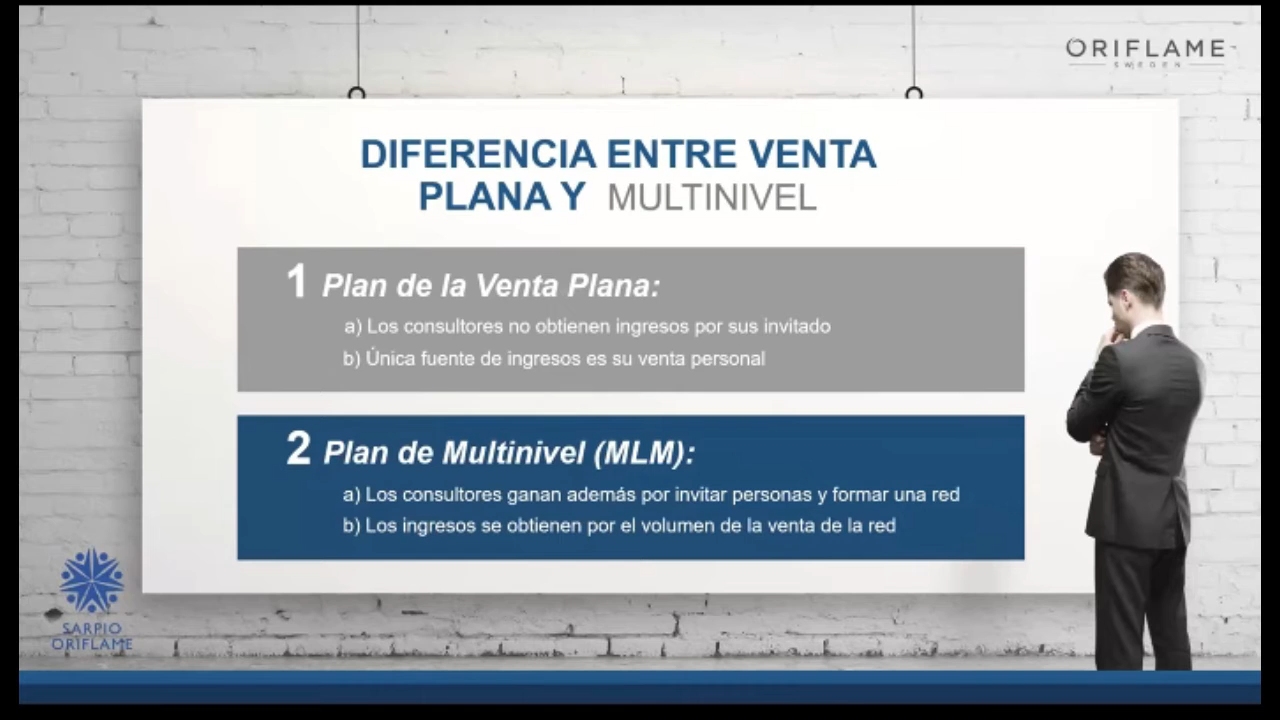 ORIFLAME
SWEDEN
DIFERENCIA ENTRE VENTA
PLANA Y MULTINIVEL
1 Plan de la Venta Plana:
a) Los consultores no obtienen ingresos por sus invitado
b) Única fuente de ingresos es su venta personal
2 Plan de Multinivel (MLM):
a) Los consultores ganan además por invitar personas y formar una red
b) Los ingresos se obtienen por el volumen de la venta de la red
SARPIO
ORIFLAME